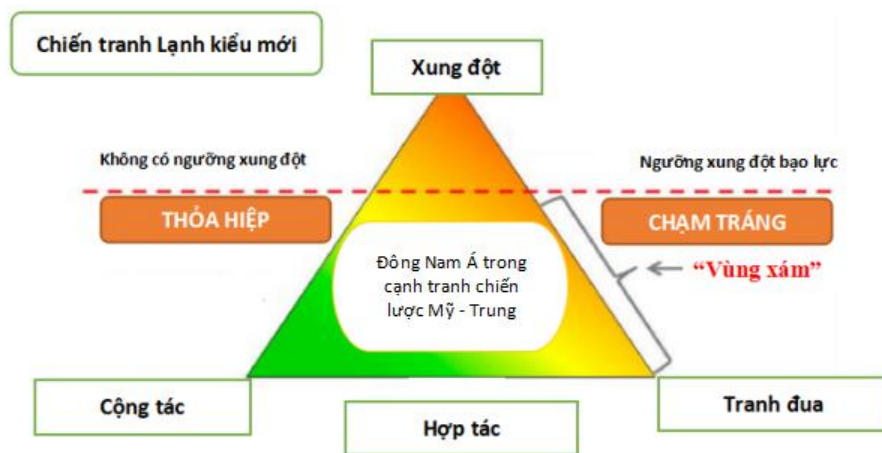 Chiến tranh Lạnh kiểu mới
Xung đột
Không có ngưỡng xung đột
Ngưỡng xung đột bạo lực
THỎA HIỆP
CHẠM TRÁNG
Đông Nam Á trong
cạnh tranh chiến
lược Mỹ - Trung
“Vùng xám”
Cộng tác
Hợp tác
Tranh đua